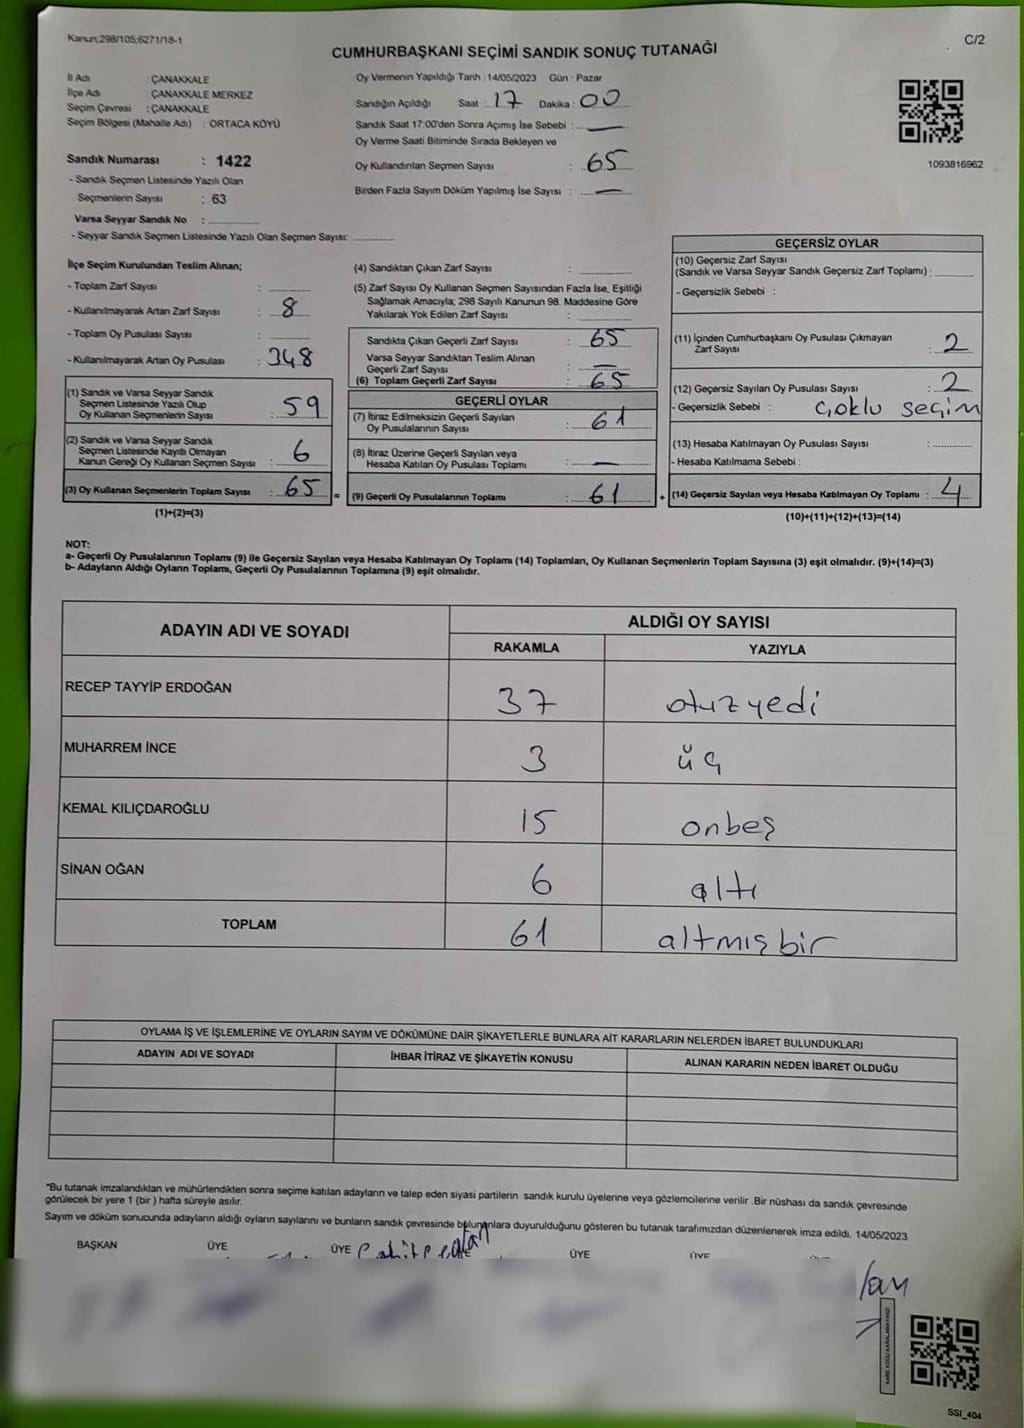 Kanun;298/105;6271/18-1
C/2
CUMHURBAŞKANI SEÇİMİ SANDIK SONUÇ TUTANAĞI
İl Adı : ÇANAKKALE
İlçe Adı : ÇANAKKALE MERKEZ
Seçim Çevresi : ÇANAKKALE
Seçim Bölgesi (Mahalle Adı) : ORTACA KÖYÜ
Sandık Numarası : 1422
- Sandık Seçmen Listesinde Yazılı Olan
Seçmenlerin Sayısı : 63
Varsa Seyyar Sandık No :
- Seyyar Sandık Seçmen Listesinde Yazılı Olan Seçmen Sayısı:
Oy Vermenin Yapıldığı Tarih : 14/05/2023 Gün : Pazar
Sandığın Açıldığı Saat : 17 Dakika : 00
Sandık Saat 17:00'den Sonra Açımış İse Sebebi : —
Oy Verme Saati Bitiminde Sırada Bekleyen ve
Oy Kullandırılan Seçmen Sayısı : 65
Birden Fazla Sayım Döküm Yapılmış İse Sayısı : —
1093816962
İlçe Seçim Kurulundan Teslim Alınan;
- Toplam Zarf Sayısı :
- Kullanılmayarak Artan Zarf Sayısı : 8
- Toplam Oy Pusulası Sayısı :
- Kullanılmayarak Artan Oy Pusulası : 348
(1) Sandık ve Varsa Seyyar Sandık
Seçmen Listesinde Yazılı Olup
Oy Kullanan Seçmenlerin Sayısı : 59
(2) Sandık ve Varsa Seyyar Sandık
Seçmen Listesinde Kayıtlı Olmayan
Kanun Gereği Oy Kullanan Seçmen Sayısı : 6
(3) Oy Kullanan Seçmenlerin Toplam Sayısı : 65 =
(1)+(2)=(3)
(4) Sandıktan Çıkan Zarf Sayısı :
(5) Zarf Sayısı Oy Kullanan Seçmen Sayısından Fazla İse, Eşitliği
Sağlamak Amacıyla; 298 Sayılı Kanunun 98. Maddesine Göre
Yakılarak Yok Edilen Zarf Sayısı :
Sandıkta Çıkan Geçerli Zarf Sayısı : 65
Varsa Seyyar Sandıktan Teslim Alınan
Geçerli Zarf Sayısı : —
(6) Toplam Geçerli Zarf Sayısı : 65
GEÇERLİ OYLAR
(7) İtiraz Edilmeksizin Geçerli Sayılan
Oy Pusulalarının Sayısı : 61
(8) İtiraz Üzerine Geçerli Sayılan veya
Hesaba Katılan Oy Pusulası Toplamı : —
(9) Geçerli Oy Pusulalarının Toplamı : 61 +
GEÇERSİZ OYLAR
(10) Geçersiz Zarf Sayısı
(Sandık ve Varsa Seyyar Sandık Geçersiz Zarf Toplamı) :
- Geçersizlik Sebebi :
(11) İçinden Cumhurbaşkanı Oy Pusulası Çıkmayan
Zarf Sayısı : 2
(12) Geçersiz Sayılan Oy Pusulası Sayısı : 2
- Geçersizlik Sebebi : çoklu seçim
(13) Hesaba Katılmayan Oy Pusulası Sayısı :
- Hesaba Katılmama Sebebi :
(14) Geçersiz Sayılan veya Hesaba Katılmayan Oy Toplamı : 4
(10)+(11)+(12)+(13)=(14)
NOT:
a- Geçerli Oy Pusulalarının Toplamı (9) ile Geçersiz Sayılan veya Hesaba Katılmayan Oy Toplamı (14) Toplamları, Oy Kullanan Seçmenlerin Toplam Sayısına (3) eşit olmalıdır. (9)+(14)=(3)
b- Adayların Aldığı Oyların Toplamı, Geçerli Oy Pusulalarının Toplamına (9) eşit olmalıdır.
ADAYIN ADI VE SOYADI
ALDIĞI OY SAYISI
RAKAMLA YAZIYLA
RECEP TAYYİP ERDOĞAN 37 otuzyedi
MUHARREM İNCE 3 üç
KEMAL KILIÇDAROĞLU 15 onbeş
SİNAN OĞAN 6 altı
TOPLAM 61 altmışbir
OYLAMA İŞ VE İŞLEMLERİNE VE OYLARIN SAYIM VE DÖKÜMÜNE DAİR ŞİKAYETLERLE BUNLARA AİT KARARLARIN NELERDEN İBARET BULUNDUKLARI
ADAYIN ADI VE SOYADI İHBAR İTİRAZ VE ŞİKAYETİN KONUSU ALINAN KARARIN NEDEN İBARET OLDUĞU
"Bu tutanak imzalandıktan ve mühürlendikten sonra seçime katılan adayların ve talep eden siyasi partilerin sandık kurulu üyelerine veya gözlemcilerine verilir .Bir nüshası da sandık çevresinde
görülecek bir yere 1 (bir ) hafta süreyle asılır.
Sayım ve döküm sonucunda adayların aldığı oyların sayılarını ve bunların sandık çevresinde bulunanlara duyurulduğunu gösteren bu tutanak tarafımızdan düzenlenerek imza edildi. 14/05/2023
BAŞKAN ÜYE ÜYE ÜYE ÜYE
SSI_404